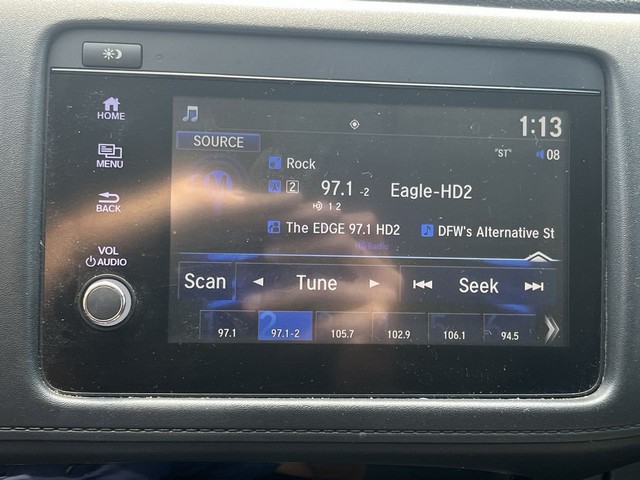 HOME
MENU
BACK
VOL
AUDIO
SOURCE
1:13
"ST"
08
Rock
2
97.1 -2
Eagle-HD2
1 2
The EDGE 97.1 HD2
DFW's Alternative St
HD Radio
Scan
Tune
Seek
97.1
97.1-2
105.7
102.9
106.1
94.5